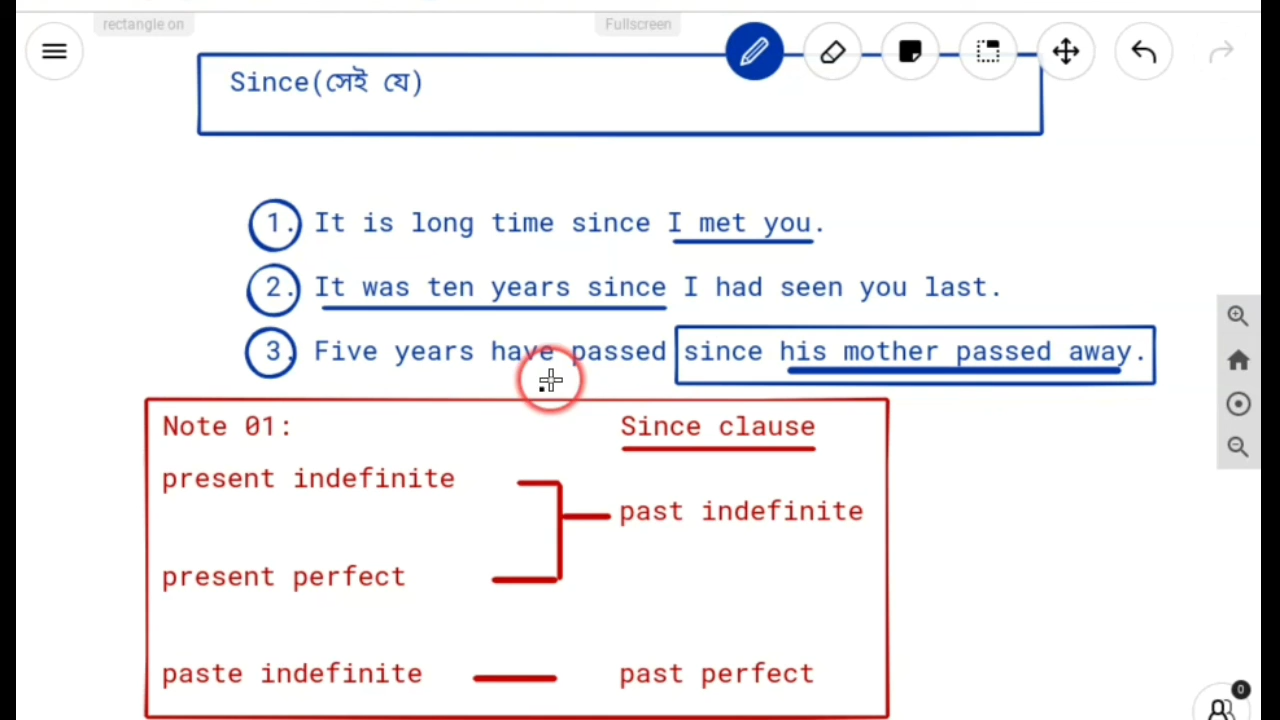 rectangle on
Fullscreen
Since(সেই যে)
1. It is long time since I met you.
2. It was ten years since I had seen you last.
3. Five years have passed since his mother passed away.
Note 01: Since clause
present indefinite
past indefinite
present perfect
paste indefinite past perfect
0